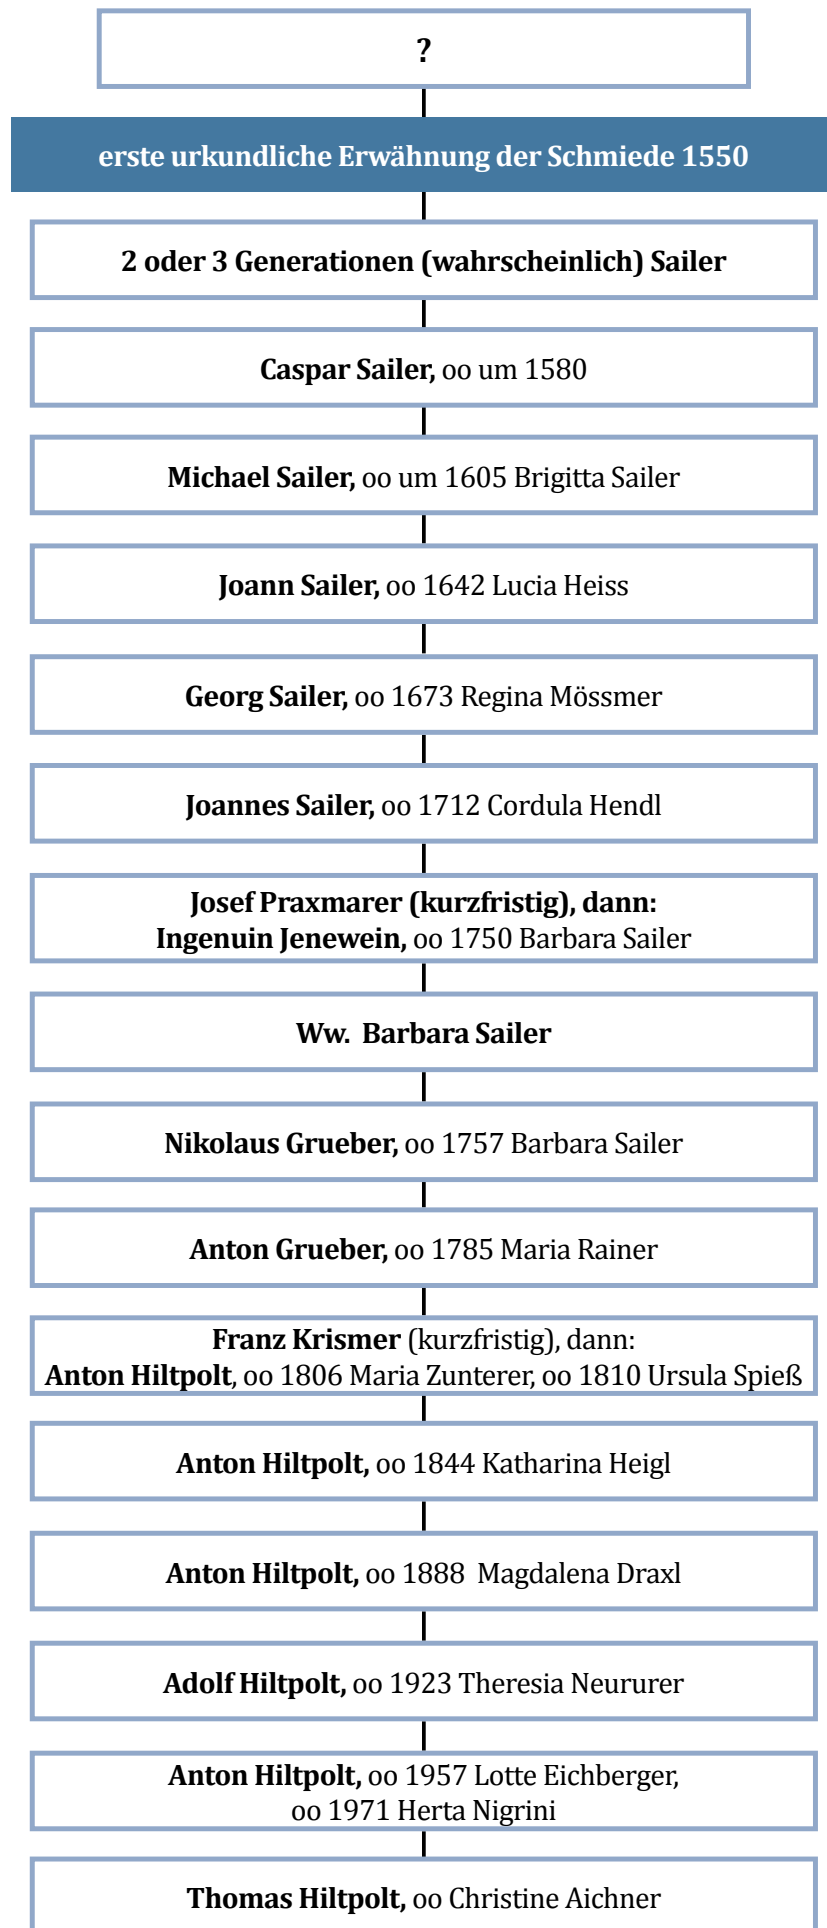 ?
erste urkundliche Erwähnung der Schmiede 1550
2 oder 3 Generationen (wahrscheinlich) Sailer
Caspar Sailer, oo um 1580
Michael Sailer, oo um 1605 Brigitta Sailer
Joann Sailer, oo 1642 Lucia Heiss
Georg Sailer, oo 1673 Regina Mössmer
Joannes Sailer, oo 1712 Cordula Hendl
Josef Praxmarer (kurzfristig), dann:
Ingenuin Jenewein, oo 1750 Barbara Sailer
Ww. Barbara Sailer
Nikolaus Grueber, oo 1757 Barbara Sailer
Anton Grueber, oo 1785 Maria Rainer
Franz Krismer (kurzfristig), dann:
Anton Hiltpolt, oo 1806 Maria Zunterer, oo 1810 Ursula Spieß
Anton Hiltpolt, oo 1844 Katharina Heigl
Anton Hiltpolt, oo 1888 Magdalena Draxl
Adolf Hiltpolt, oo 1923 Theresia Neururer
Anton Hiltpolt, oo 1957 Lotte Eichberger,
oo 1971 Herta Nigrini
Thomas Hiltpolt, oo Christine Aichner